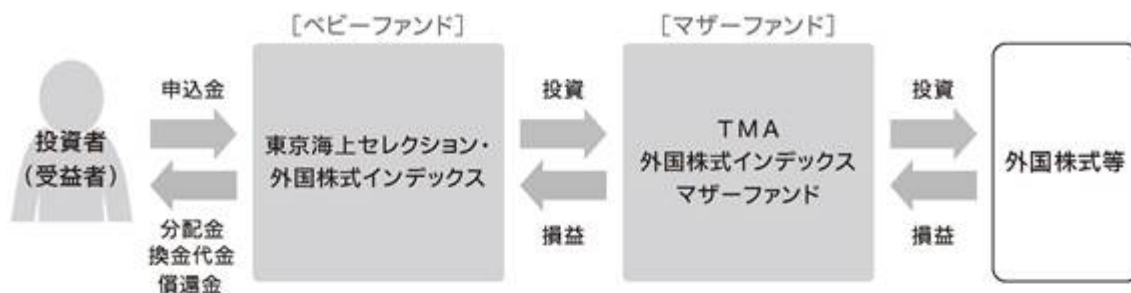 [ベビーファンド]
[マザーファンド]
投資者
(受益者)
申込金
分配金
換金代金
償還金
東京海上セレクション・
外国株式インデックス
投資
損益
TMA
外国株式インデックス
マザーファンド
投資
損益
外国株式等